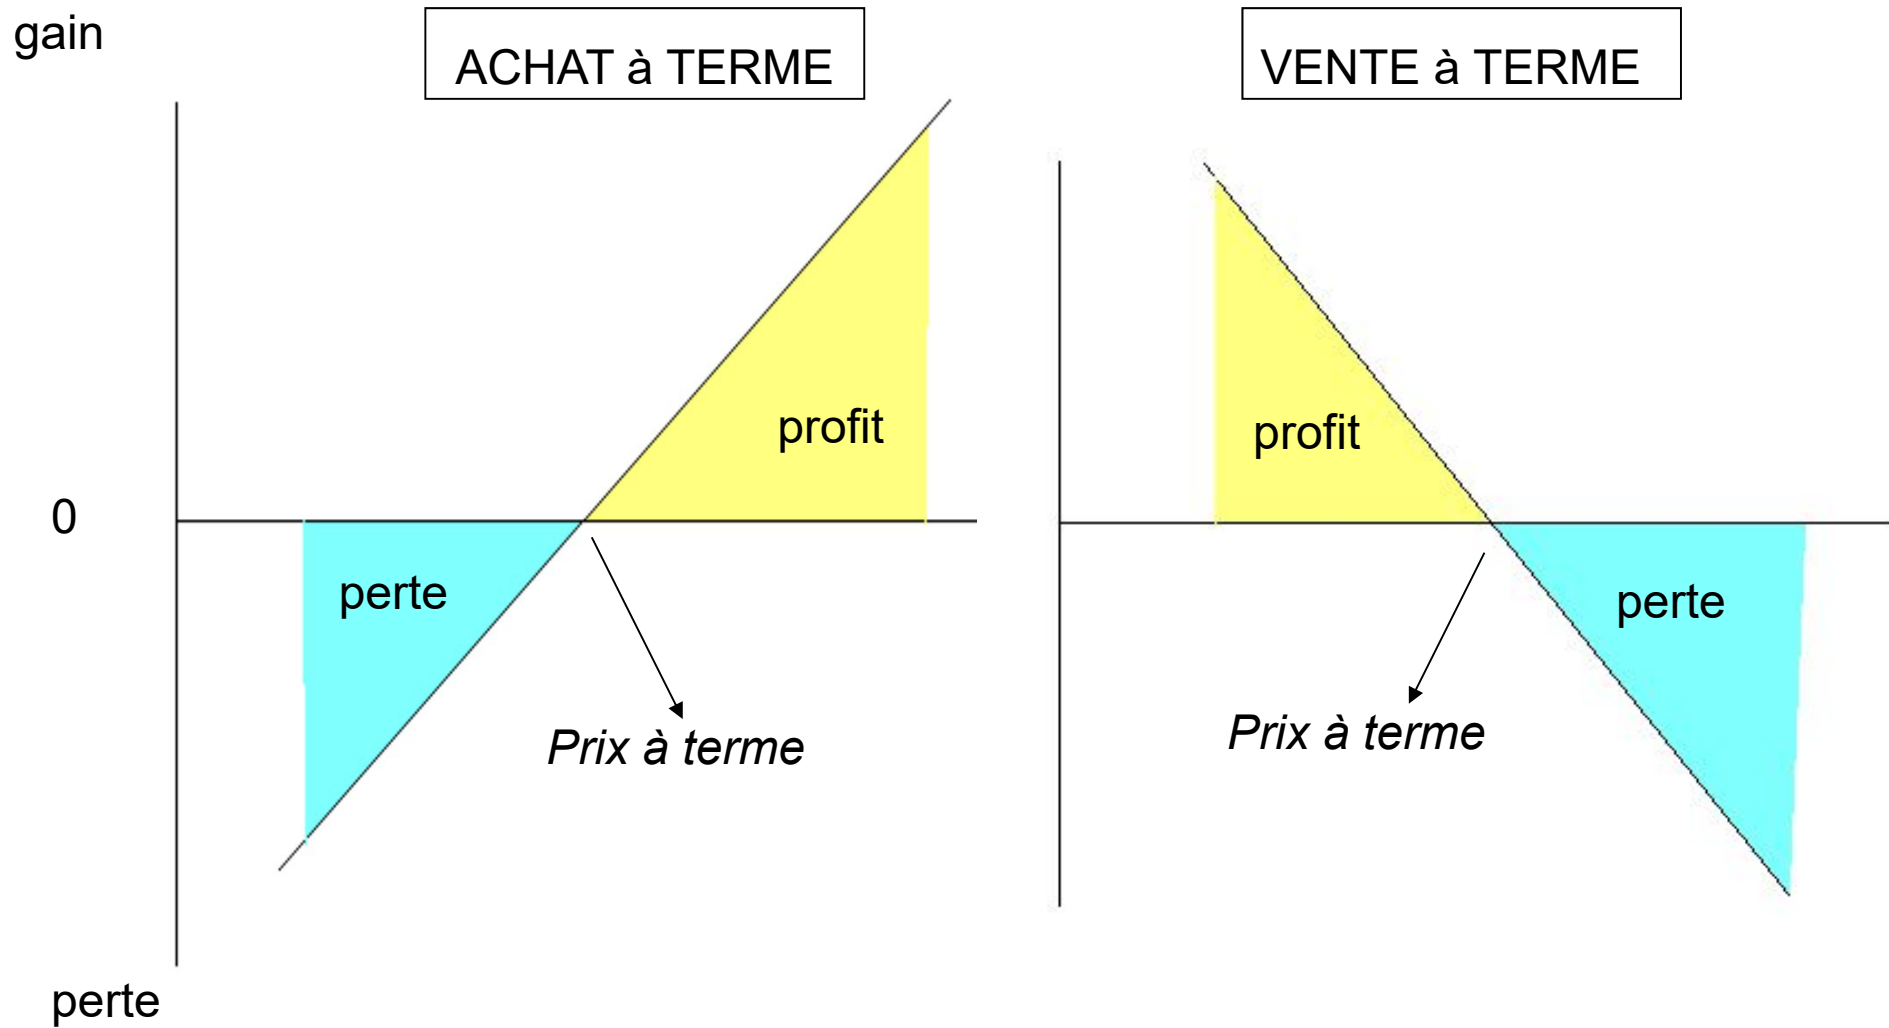 gain
ACHAT à TERME
VENTE à TERME
profit
profit
0
perte
perte
Prix à terme
Prix à terme
perte